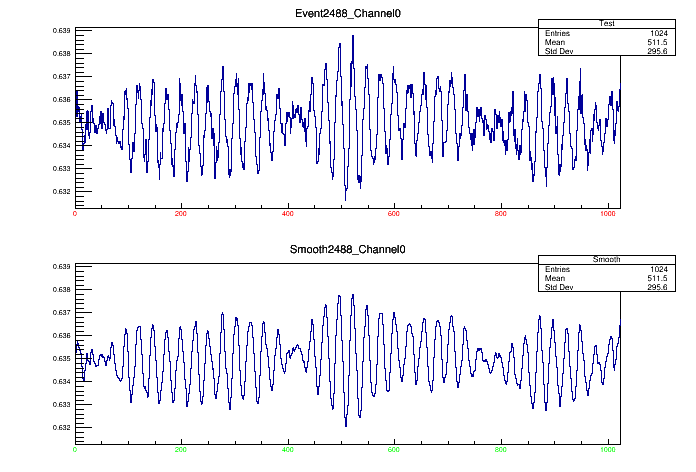 Event2488_Channel0
Test
Entries 1024
Mean 511.5
Std Dev 295.6
0.639
0.638
0.637
0.636
0.635
0.634
0.633
0.632
0 200 400 600 800 1000
Smooth2488_Channel0
Smooth
Entries 1024
Mean 511.5
Std Dev 295.6
0.639
0.638
0.637
0.636
0.635
0.634
0.633
0.632
0 200 400 600 800 1000